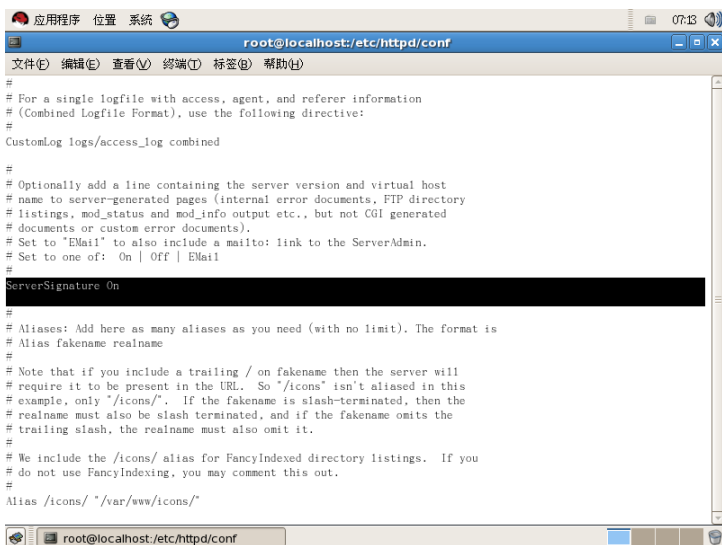 应用程序 位置 系统 07:13
root@localhost:/etc/httpd/conf
文件(F) 编辑(E) 查看(V) 终端(T) 标签(B) 帮助(H)
#
# For a single logfile with access, agent, and referer information
# (Combined Logfile Format), use the following directive:
#
CustomLog logs/access_log combined
#
# Optionally add a line containing the server version and virtual host
# name to server-generated pages (internal error documents, FTP directory
# listings, mod_status and mod_info output etc., but not CGI generated
# documents or custom error documents).
# Set to "EMail" to also include a mailto: link to the ServerAdmin.
# Set to one of:  On | Off | EMail
#
ServerSignature On
#
# Aliases: Add here as many aliases as you need (with no limit). The format is
# Alias fakename realname
#
# Note that if you include a trailing / on fakename then the server will
# require it to be present in the URL.  So "/icons" isn't aliased in this
# example, only "/icons/".  If the fakename is slash-terminated, then the
# realname must also be slash terminated, and if the fakename omits the
# trailing slash, the realname must also omit it.
#
# We include the /icons/ alias for FancyIndexed directory listings.  If you
# do not use FancyIndexing, you may comment this out.
#
Alias /icons/ "/var/www/icons/"
root@localhost:/etc/httpd/conf